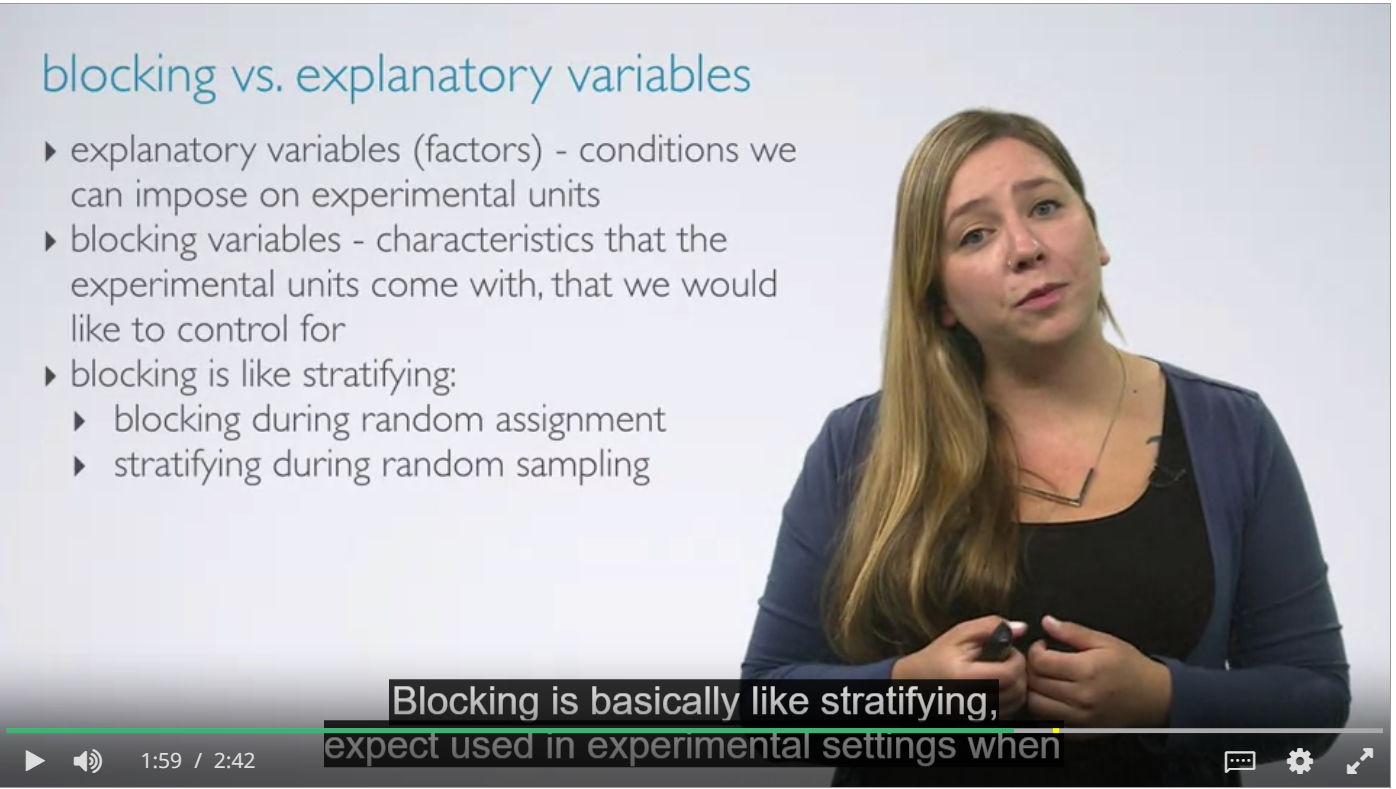 blocking vs. explanatory variables
explanatory variables (factors) - conditions we
can impose on experimental units
blocking variables - characteristics that the
experimental units come with, that we would
like to control for
blocking is like stratifying:
blocking during random assignment
stratifying during random sampling
Blocking is basically like stratifying,
expect used in experimental settings when
1:59 / 2:42